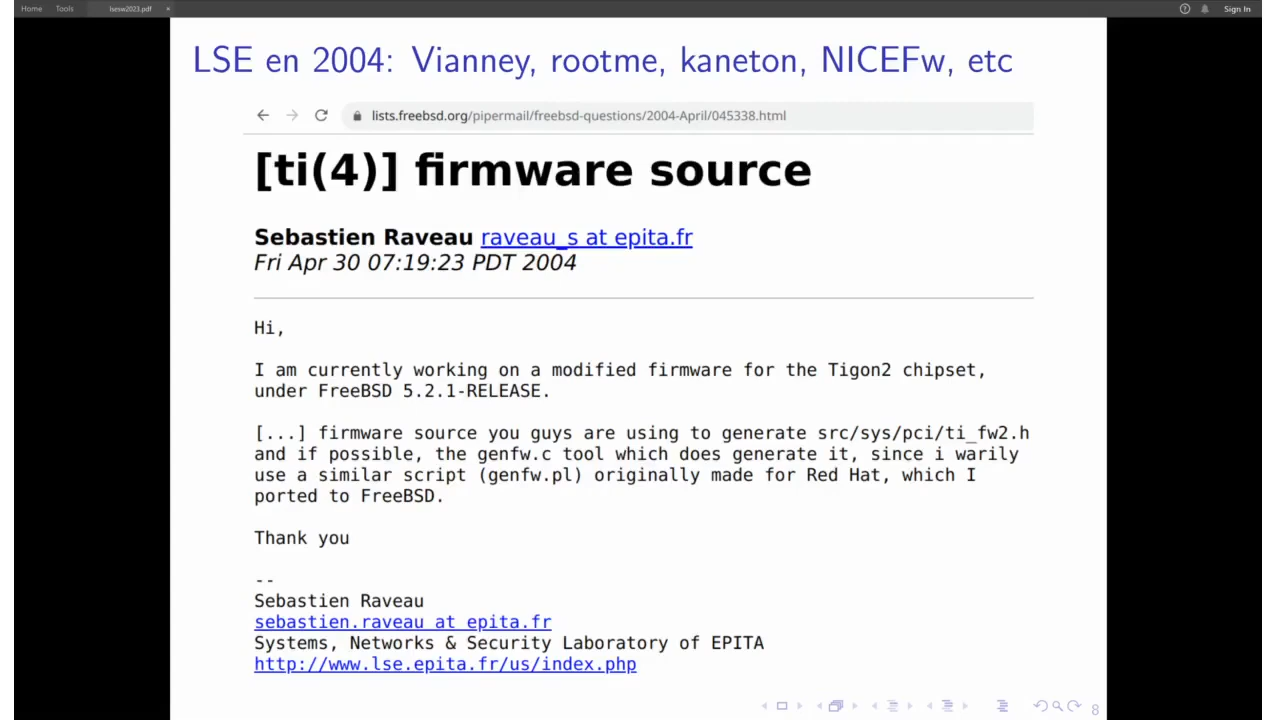 Home Tools lsesw2023.pdf × Sign In
LSE en 2004: Vianney, rootme, kaneton, NICEFw, etc
lists.freebsd.org/pipermail/freebsd-questions/2004-April/045338.html
[ti(4)] firmware source
Sebastien Raveau raveau_s at epita.fr
Fri Apr 30 07:19:23 PDT 2004
Hi,
I am currently working on a modified firmware for the Tigon2 chipset,
under FreeBSD 5.2.1-RELEASE.
[...] firmware source you guys are using to generate src/sys/pci/ti_fw2.h
and if possible, the genfw.c tool which does generate it, since i warily
use a similar script (genfw.pl) originally made for Red Hat, which I
ported to FreeBSD.
Thank you
--
Sebastien Raveau
sebastien.raveau at epita.fr
Systems, Networks & Security Laboratory of EPITA
http://www.lse.epita.fr/us/index.php
8